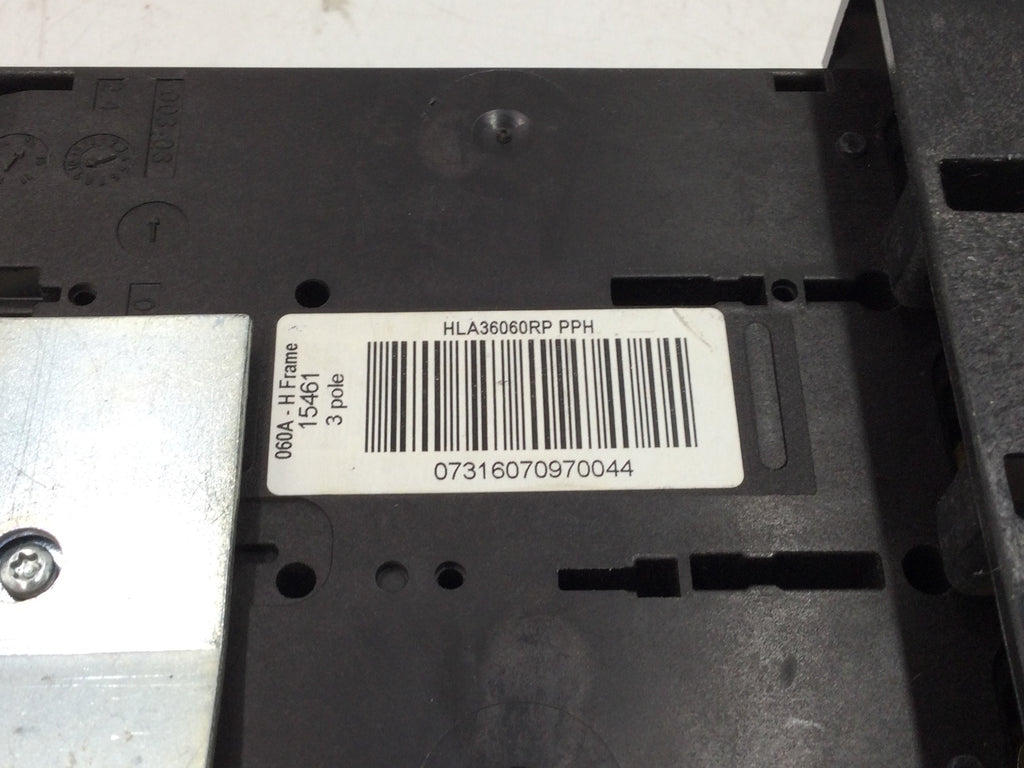 HLA36060RP PPH
060A - H Frame
15461
3 pole
07316070970044